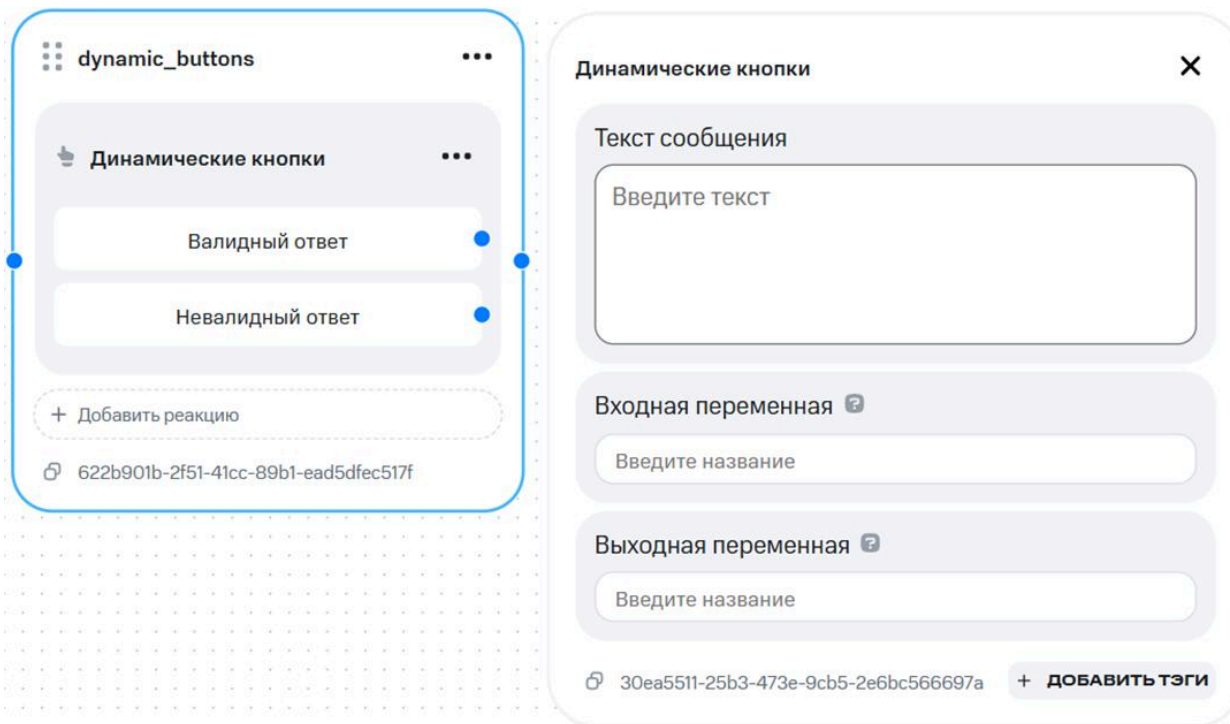 dynamic_buttons
Динамические кнопки
Валидный ответ
Невалидный ответ
+ Добавить реакцию
622b901b-2f51-41cc-89b1-ead5dfec517f
Динамические кнопки
Текст сообщения
Введите текст
Входная переменная ?
Введите название
Выходная переменная ?
Введите название
30ea5511-25b3-473e-9cb5-2e6bc566697a + ДОБАВИТЬ ТЭГИ